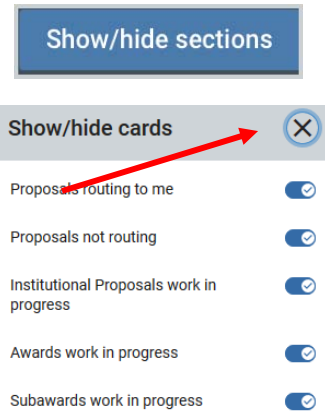 Show/hide sections
Show/hide cards
Proposals routing to me
Proposals not routing
Institutional Proposals work in
progress
Awards work in progress
Subawards work in progress